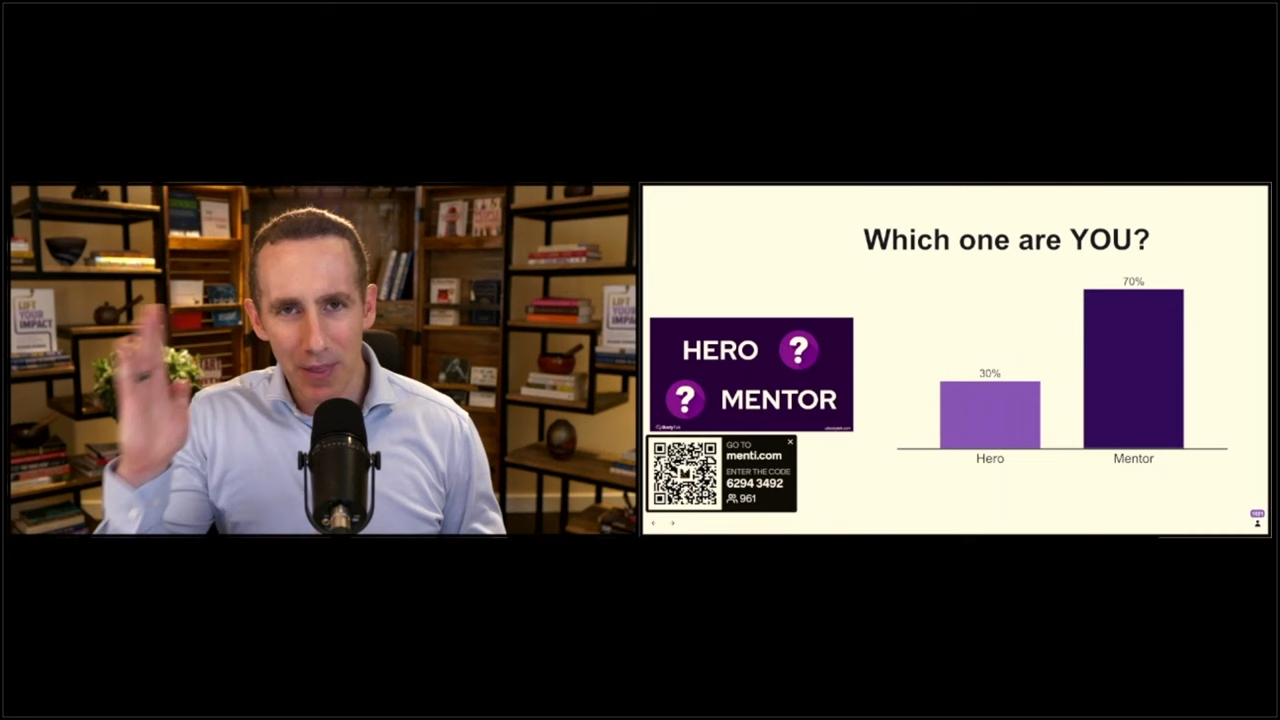 LIFT
YOUR
IMPACT
Which one are YOU?
70%
HERO ?
30%
? MENTOR
GO TO
menti.com
ENTER THE CODE
6294 3492
961
Hero
Mentor